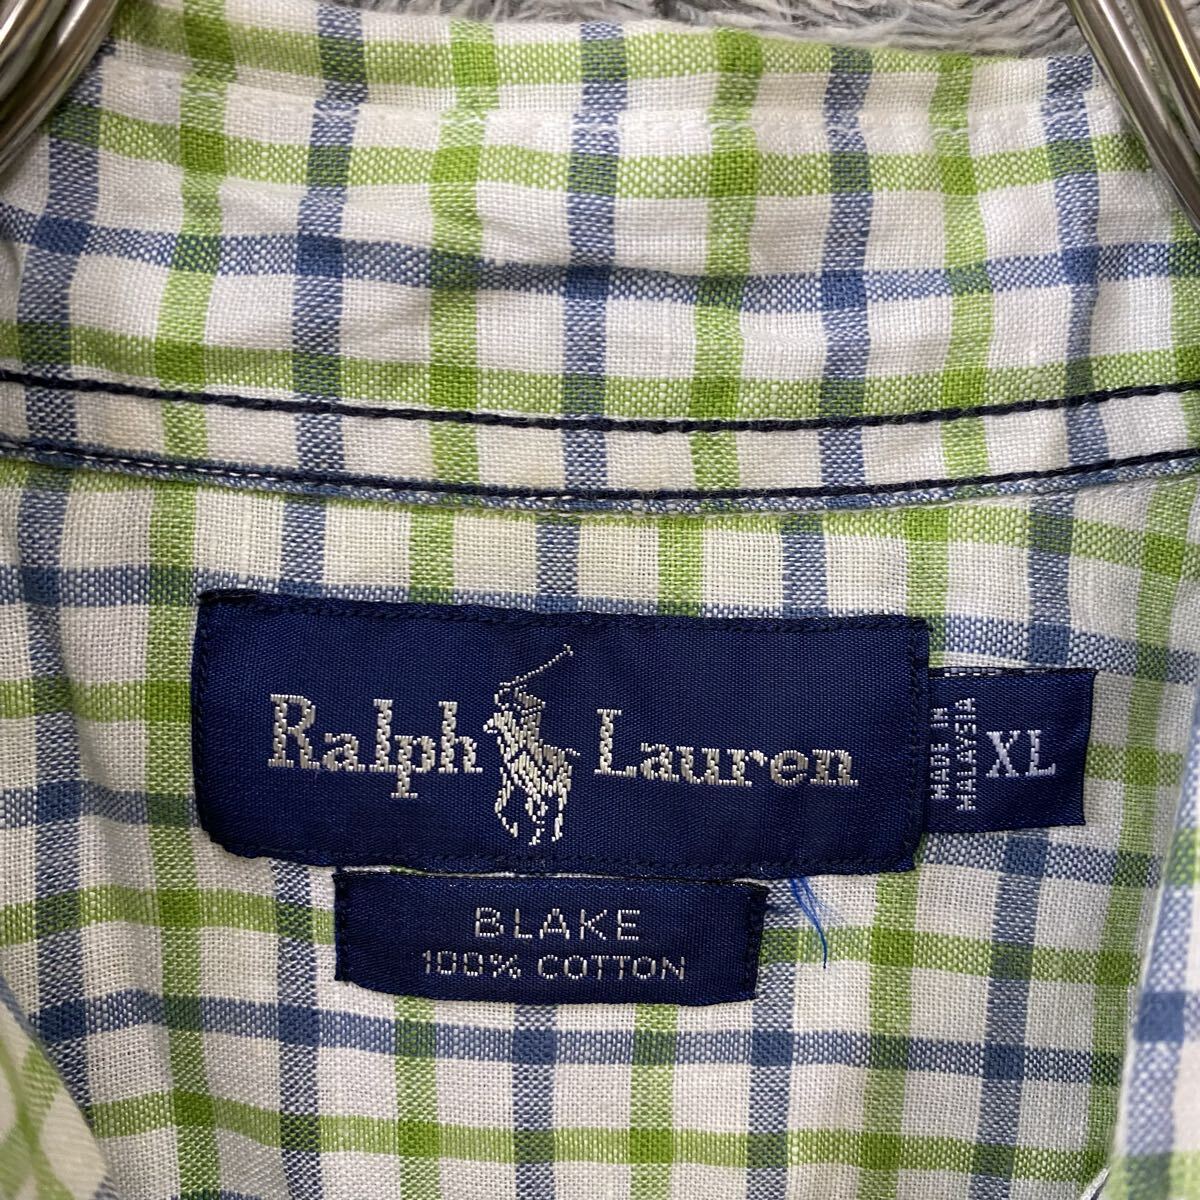 Ralph Lauren
MADE IN
MALAYSIA
XL
BLAKE
100% COTTON